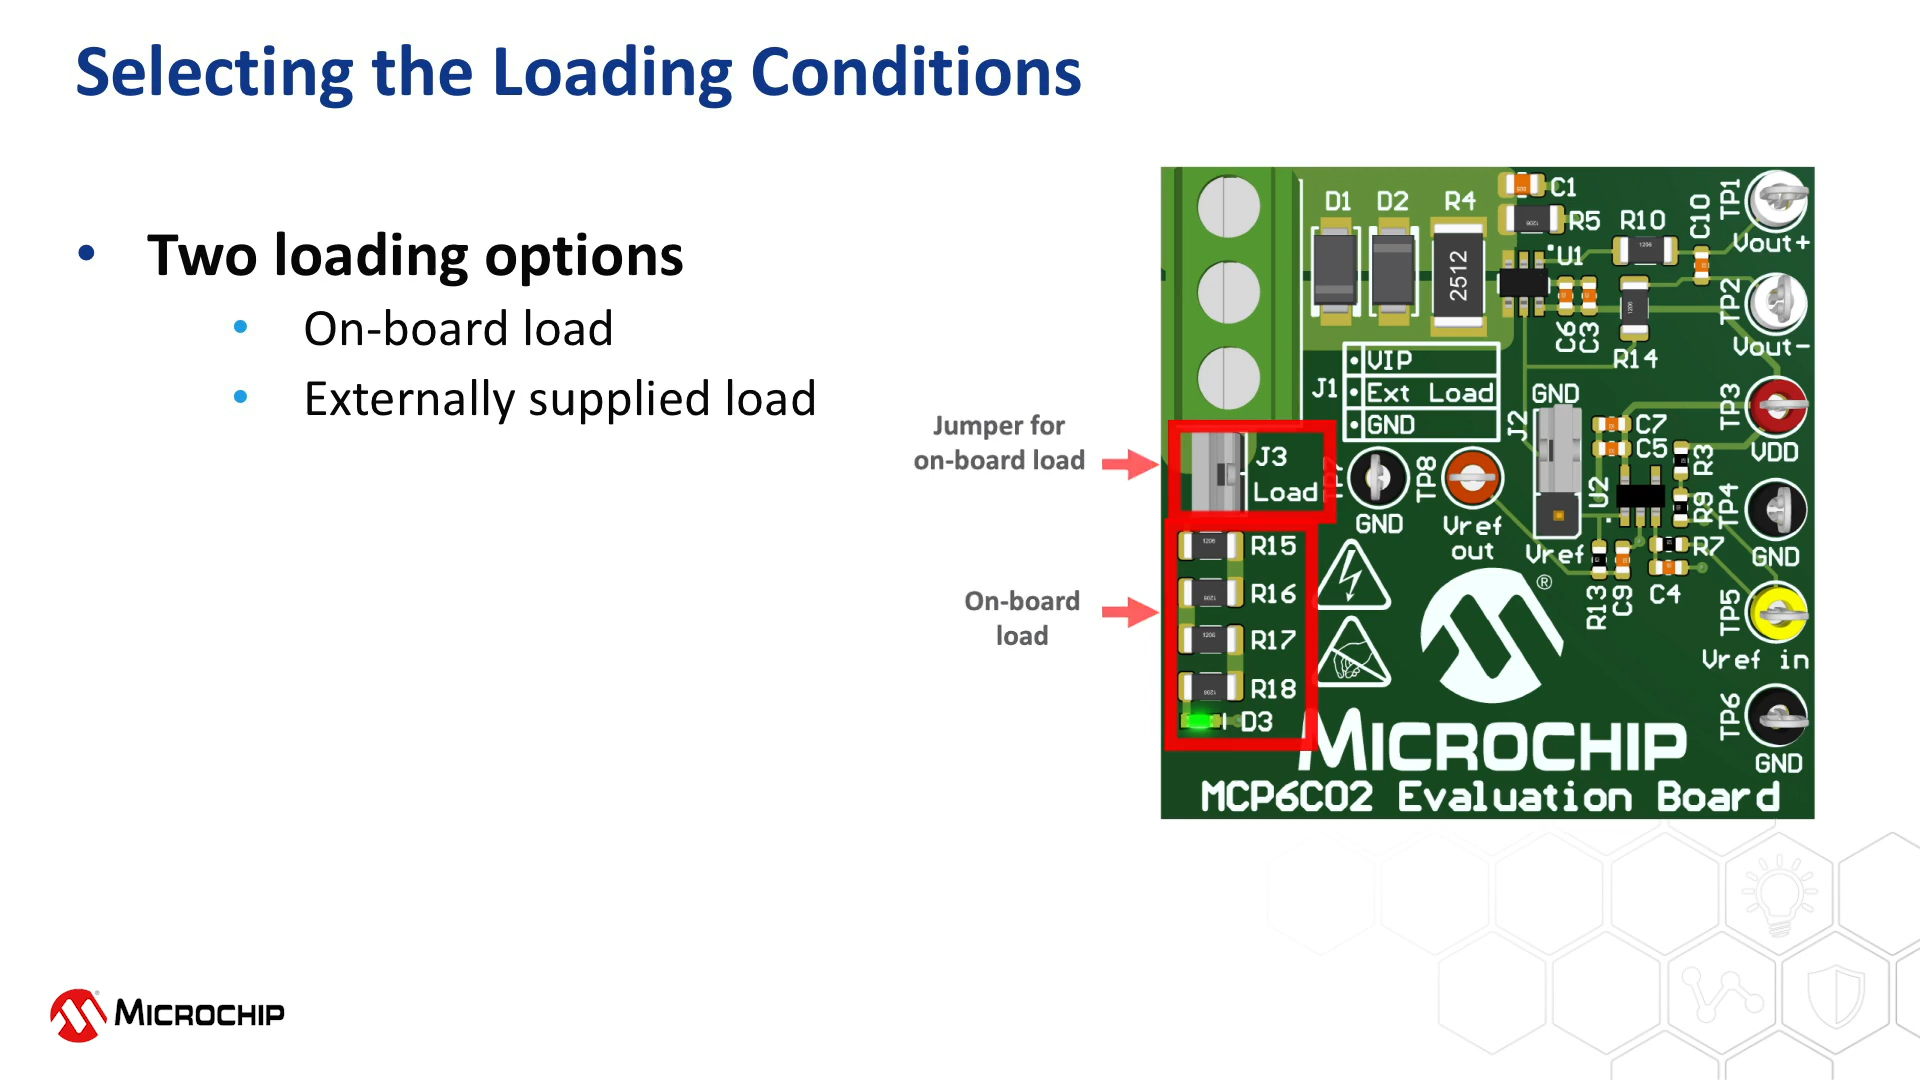 Selecting the Loading Conditions
• Two loading options
• On-board load
• Externally supplied load
Jumper for
on-board load
On-board
load
D1 D2 R4
C1
R5
R10
C10
TP1
Vout+
U1
2512
C6
C3
R14
TP2
Vout-
J1
VIP
Ext Load
GND
GND
J2
C7
C5
R3
TP3
VDD
J3
Load
TP7
GND
TP8
Vref
out
Vref
U2
R9
R7
TP4
GND
R13
C9
C4
R15
R16
R17
R18
D3
TP5
Vref in
®
TP6
GND
MICROCHIP
MCP6C02 Evaluation Board
MICROCHIP